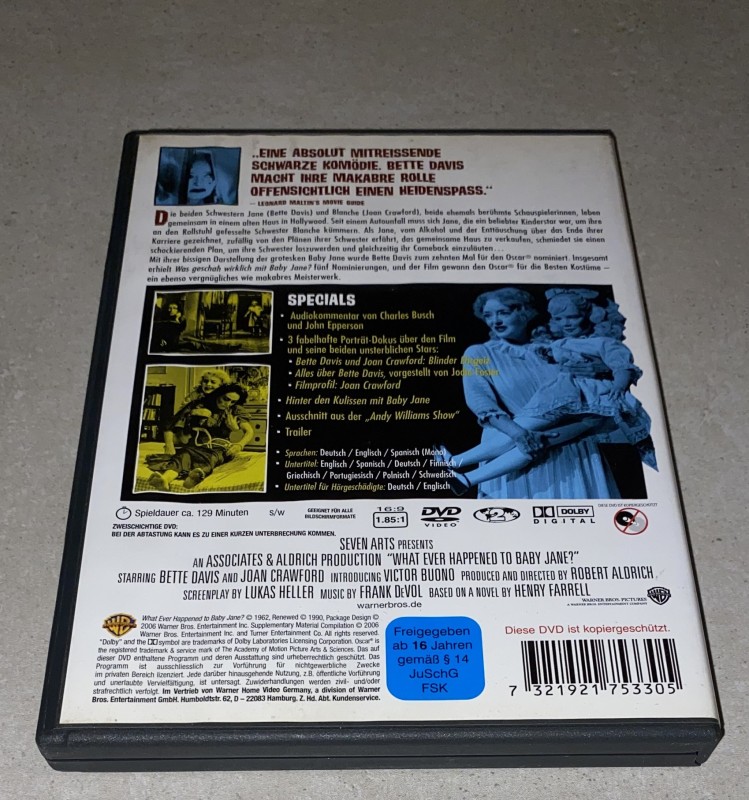 „EINE ABSOLUT MITREISSENDE
SCHWARZE KOMÖDIE. BETTE DAVIS
MACHT IHRE MAKABRE ROLLE
OFFENSICHTLICH EINEN HEIDENSPASS.“
– LEONARD MALTIN'S MOVIE GUIDE
Die beiden Schwestern Jane (Bette Davis) und Blanche (Joan Crawford), beide ehemals berühmte Schauspielerinnen, leben
gemeinsam in einem alten Haus in Hollywood. Seit einem Autounfall muss sich Jane, die ein beliebter Kinderstar war, um ihre
an den Rollstuhl gefesselte Schwester Blanche kümmern. Als Jane, vom Alkohol und der Enttäuschung über das Ende ihrer
Karriere gezeichnet, zufällig von den Plänen ihrer Schwester erfährt, das gemeinsame Haus zu verkaufen, schmiedet sie einen
schockierenden Plan, um ihre Schwester loszuwerden und gleichzeitig ihr Comeback einzuläuten...
Mit ihrer bissigen Darstellung der grotesken Baby Jane wurde Bette Davis zum zehnten Mal für den Oscar® nominiert. Insgesamt
erhielt Was geschah wirklich mit Baby Jane? fünf Nominierungen, und der Film gewann den Oscar® für die Besten Kostüme –
ein ebenso vergnügliches wie makabres Meisterwerk.
SPECIALS
• Audiokommentar von Charles Busch
und John Epperson
• 3 fabelhafte Porträt-Dokus über den Film
und seine beiden unsterblichen Stars:
• Bette Davis und Joan Crawford: Blinder Ehrgeiz
• Alles über Bette Davis, vorgestellt von Jodie Foster
• Filmprofil: Joan Crawford
• Hinter den Kulissen mit Baby Jane
• Ausschnitt aus der „Andy Williams Show“
• Trailer
• Sprachen: Deutsch / Englisch / Spanisch (Mono)
• Untertitel: Englisch / Spanisch / Deutsch / Finnisch /
Griechisch / Portugiesisch / Polnisch / Schwedisch
• Untertitel für Hörgeschädigte: Deutsch / Englisch
Spieldauer ca. 129 Minuten s/w
GEEIGNET FÜR ALLE
BILDSCHIRMFORMATE
16:9
1.85:1
DVD
VIDEO
2
DOLBY
DIGITAL
DIESE DVD IST KOPIERGESCHÜTZT
ZWEISCHICHTIGE DVD:
BEI DER ABTASTUNG KANN ES ZU EINER KURZEN UNTERBRECHUNG KOMMEN.
SEVEN ARTS PRESENTS
AN ASSOCIATES & ALDRICH PRODUCTION "WHAT EVER HAPPENED TO BABY JANE?"
STARRING BETTE DAVIS AND JOAN CRAWFORD INTRODUCING VICTOR BUONO PRODUCED AND DIRECTED BY ROBERT ALDRICH
SCREENPLAY BY LUKAS HELLER MUSIC BY FRANK DEVOL BASED ON A NOVEL BY HENRY FARRELL
warnerbros.de
WARNER BROS. PICTURES
A WARNER BROS. ENTERTAINMENT COMPANY
What Ever Happened to Baby Jane? © 1962, Renewed © 1990, Package Design ©
2006 Warner Bros. Entertainment Inc. Supplementary Material Compilation © 2006
Warner Bros. Entertainment Inc. and Turner Entertainment Co. All rights reserved.
"Dolby" and the DD symbol are trademarks of Dolby Laboratories Licensing Corporation. Oscar® is
the registered trademark & service mark of The Academy of Motion Picture Arts & Sciences. Das auf
dieser DVD enthaltene Programm und deren Ausstattung sind urheberrechtlich geschützt. Das
Programm ist ausschliesslich zur Vorführung für nichtgewerbliche Zwecke
im privaten Bereich lizenziert. Jede darüber hinausgehende Nutzung, z.B. öffentliche Vorführung
und unerlaubte Vervielfältigung, ist untersagt. Zuwiderhandlungen werden zivil- und/oder
strafrechtlich verfolgt. Im Vertrieb von Warner Home Video Germany, a division of Warner
Bros. Entertainment GmbH. Humboldtstr. 62, D – 22083 Hamburg. Z. Hd. Abt. Kundenservice.
Freigegeben
ab 16 Jahren
gemäß § 14
JuSchG
FSK
Diese DVD ist kopiergeschützt.
7 321921 753305